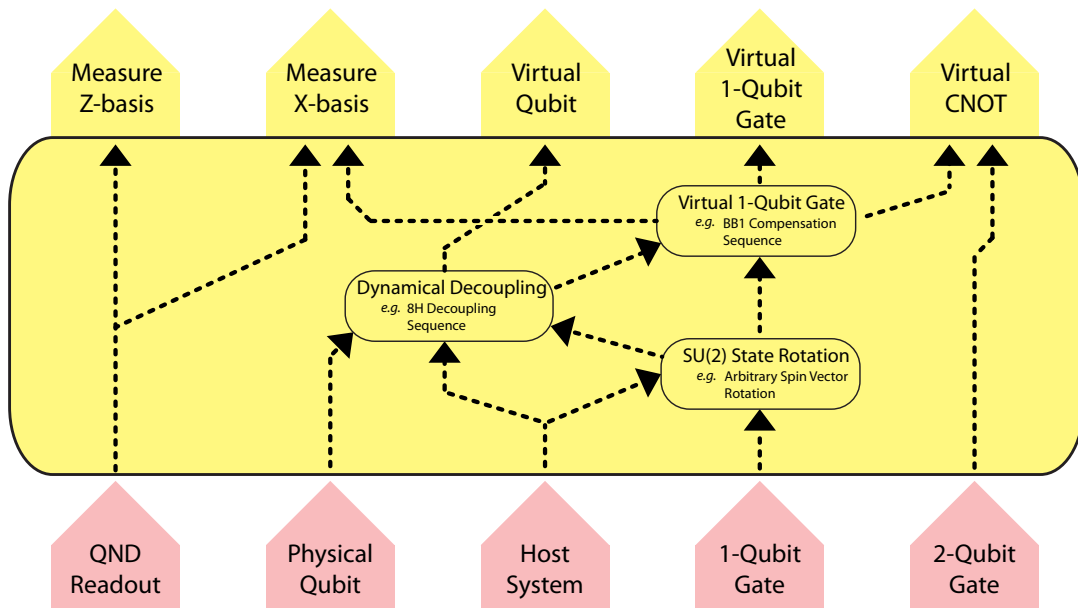 Measure
Z-basis
Measure
X-basis
Virtual
Qubit
Virtual
1-Qubit
Gate
Virtual
CNOT
Virtual 1-Qubit Gate
e.g. BB1 Compensation
Sequence
Dynamical Decoupling
e.g. 8H Decoupling
Sequence
SU(2) State Rotation
e.g. Arbitrary Spin Vector
Rotation
QND
Readout
Physical
Qubit
Host
System
1-Qubit
Gate
2-Qubit
Gate